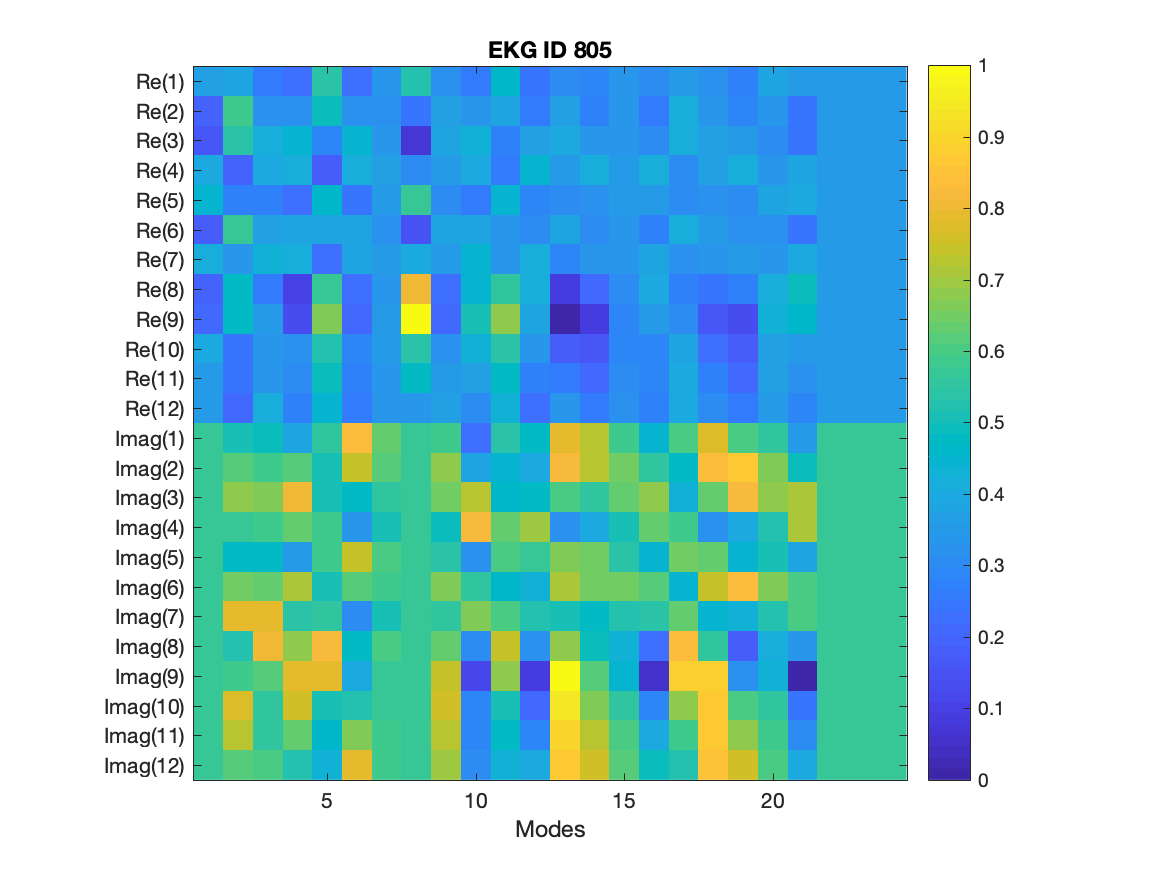 EKG ID 805
Re(1)
Re(2)
Re(3)
Re(4)
Re(5)
Re(6)
Re(7)
Re(8)
Re(9)
Re(10)
Re(11)
Re(12)
Imag(1)
Imag(2)
Imag(3)
Imag(4)
Imag(5)
Imag(6)
Imag(7)
Imag(8)
Imag(9)
Imag(10)
Imag(11)
Imag(12)
5 10 15 20
Modes
1
0.9
0.8
0.7
0.6
0.5
0.4
0.3
0.2
0.1
0